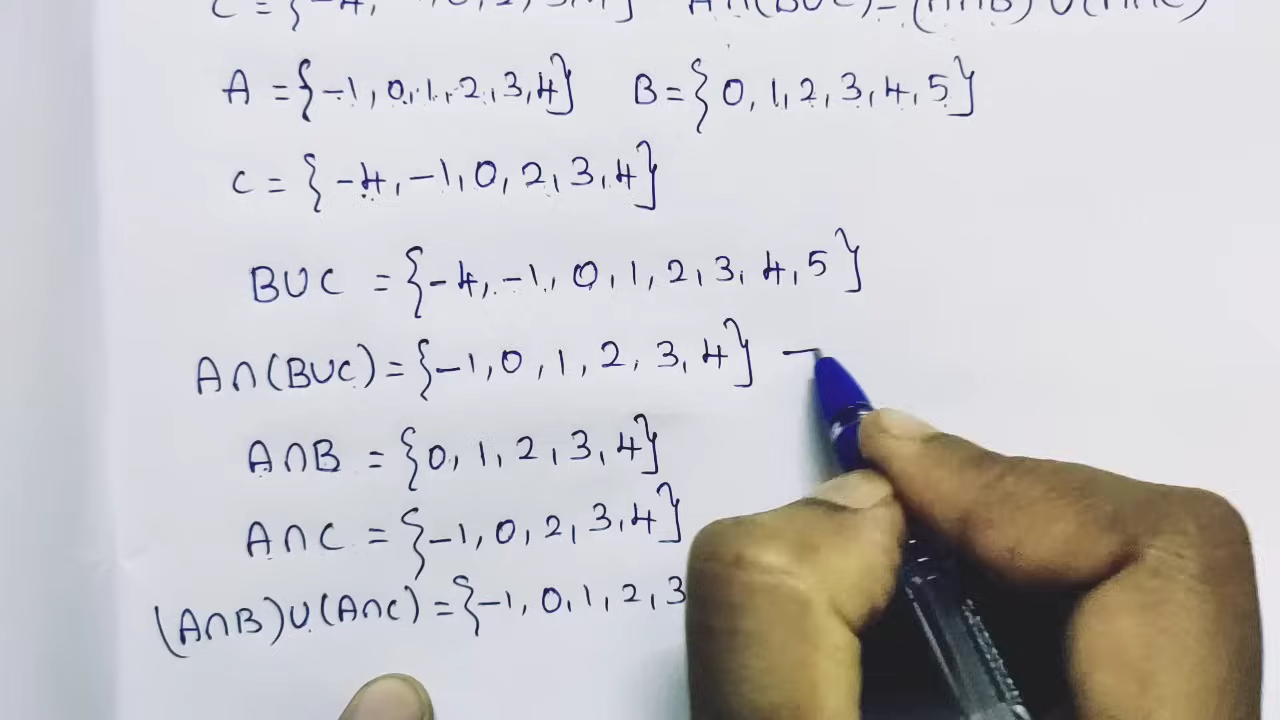 A = {-1, 0, 1, 2, 3, 4} B = {0, 1, 2, 3, 4, 5}
C = {-4, -1, 0, 2, 3, 4}
B∪C = {-4, -1, 0, 1, 2, 3, 4, 5}
A∩(B∪C) = {-1, 0, 1, 2, 3, 4} —
A∩B = {0, 1, 2, 3, 4}
A∩C = {-1, 0, 2, 3, 4}
(A∩B)∪(A∩C) = {-1, 0, 1, 2, 3